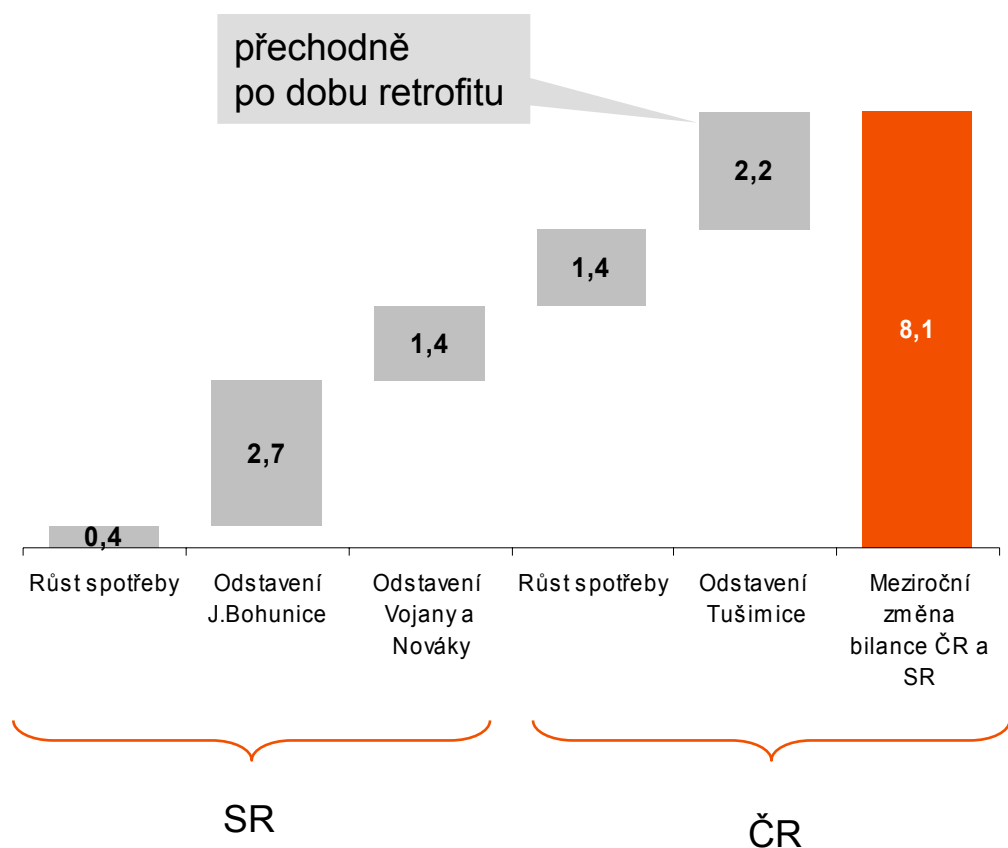 přechodně
po dobu retrofitu
2,2
1,4
1,4
8,1
2,7
0,4
Růst spotřeby
Odstavení
J.Bohunice
Odstavení
Vojany a
Nováky
Růst spotřeby
Odstavení
Tušimice
Meziroční
změna
bilance ČR a
SR
SR
ČR